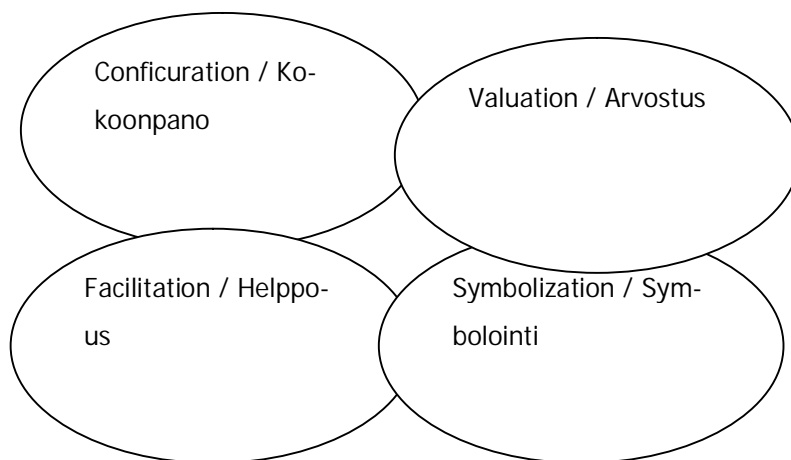 Conficuration / Ko-
koonpano
Valuation / Arvostus
Facilitation / Helppo-
us
Symbolization / Sym-
bolointi